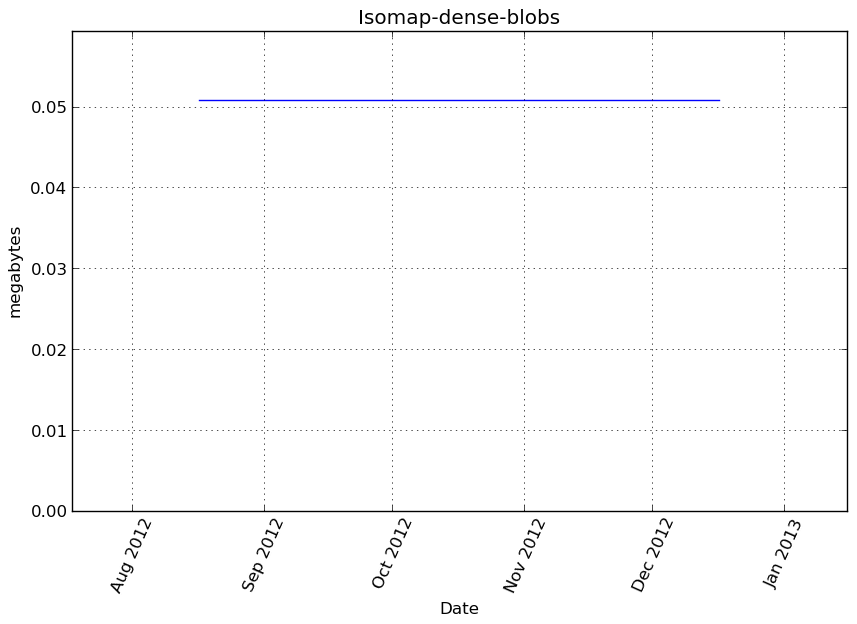 Isomap-dense-blobs
0.05
0.04
0.03
0.02
0.01
0.00
megabytes
Aug 2012
Sep 2012
Oct 2012
Nov 2012
Dec 2012
Jan 2013
Date